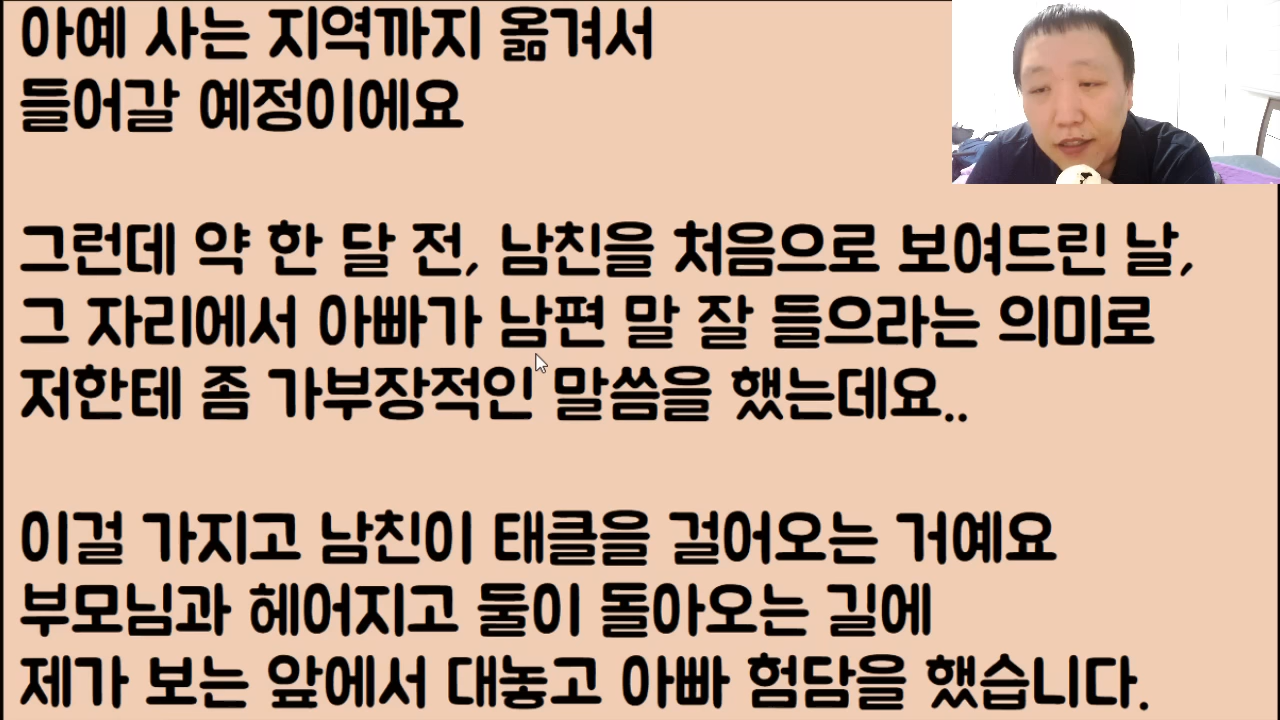 아예 사는 지역까지 옮겨서
들어갈 예정이에요
그런데 약 한 달 전, 남친을 처음으로 보여드린 날,
그 자리에서 아빠가 남편 말 잘 들으라는 의미로
저한테 좀 가부장적인 말씀을 했는데요..
이걸 가지고 남친이 태클을 걸어오는 거예요
부모님과 헤어지고 둘이 돌아오는 길에
제가 보는 앞에서 대놓고 아빠 험담을 했습니다.